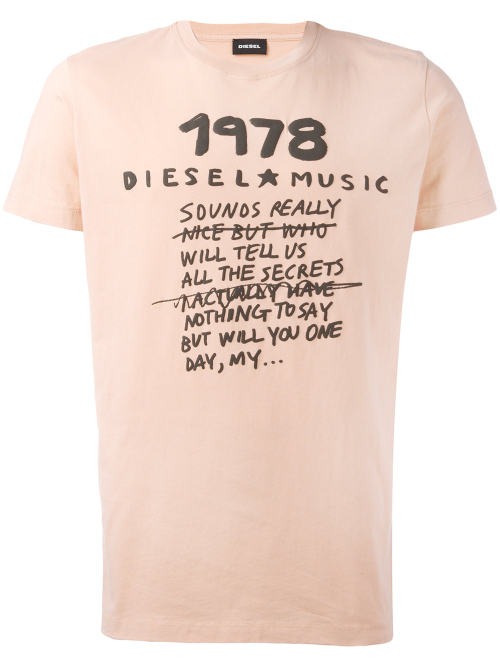 DIESEL
1978
DIESEL★MUSIC
SOUNDS REALLY
NICE BUT WHO
WILL TELL US
ALL THE SECRETS
I ACTUALLY HAVE
NOTHING TO SAY
BUT WILL YOU ONE
DAY, MY...